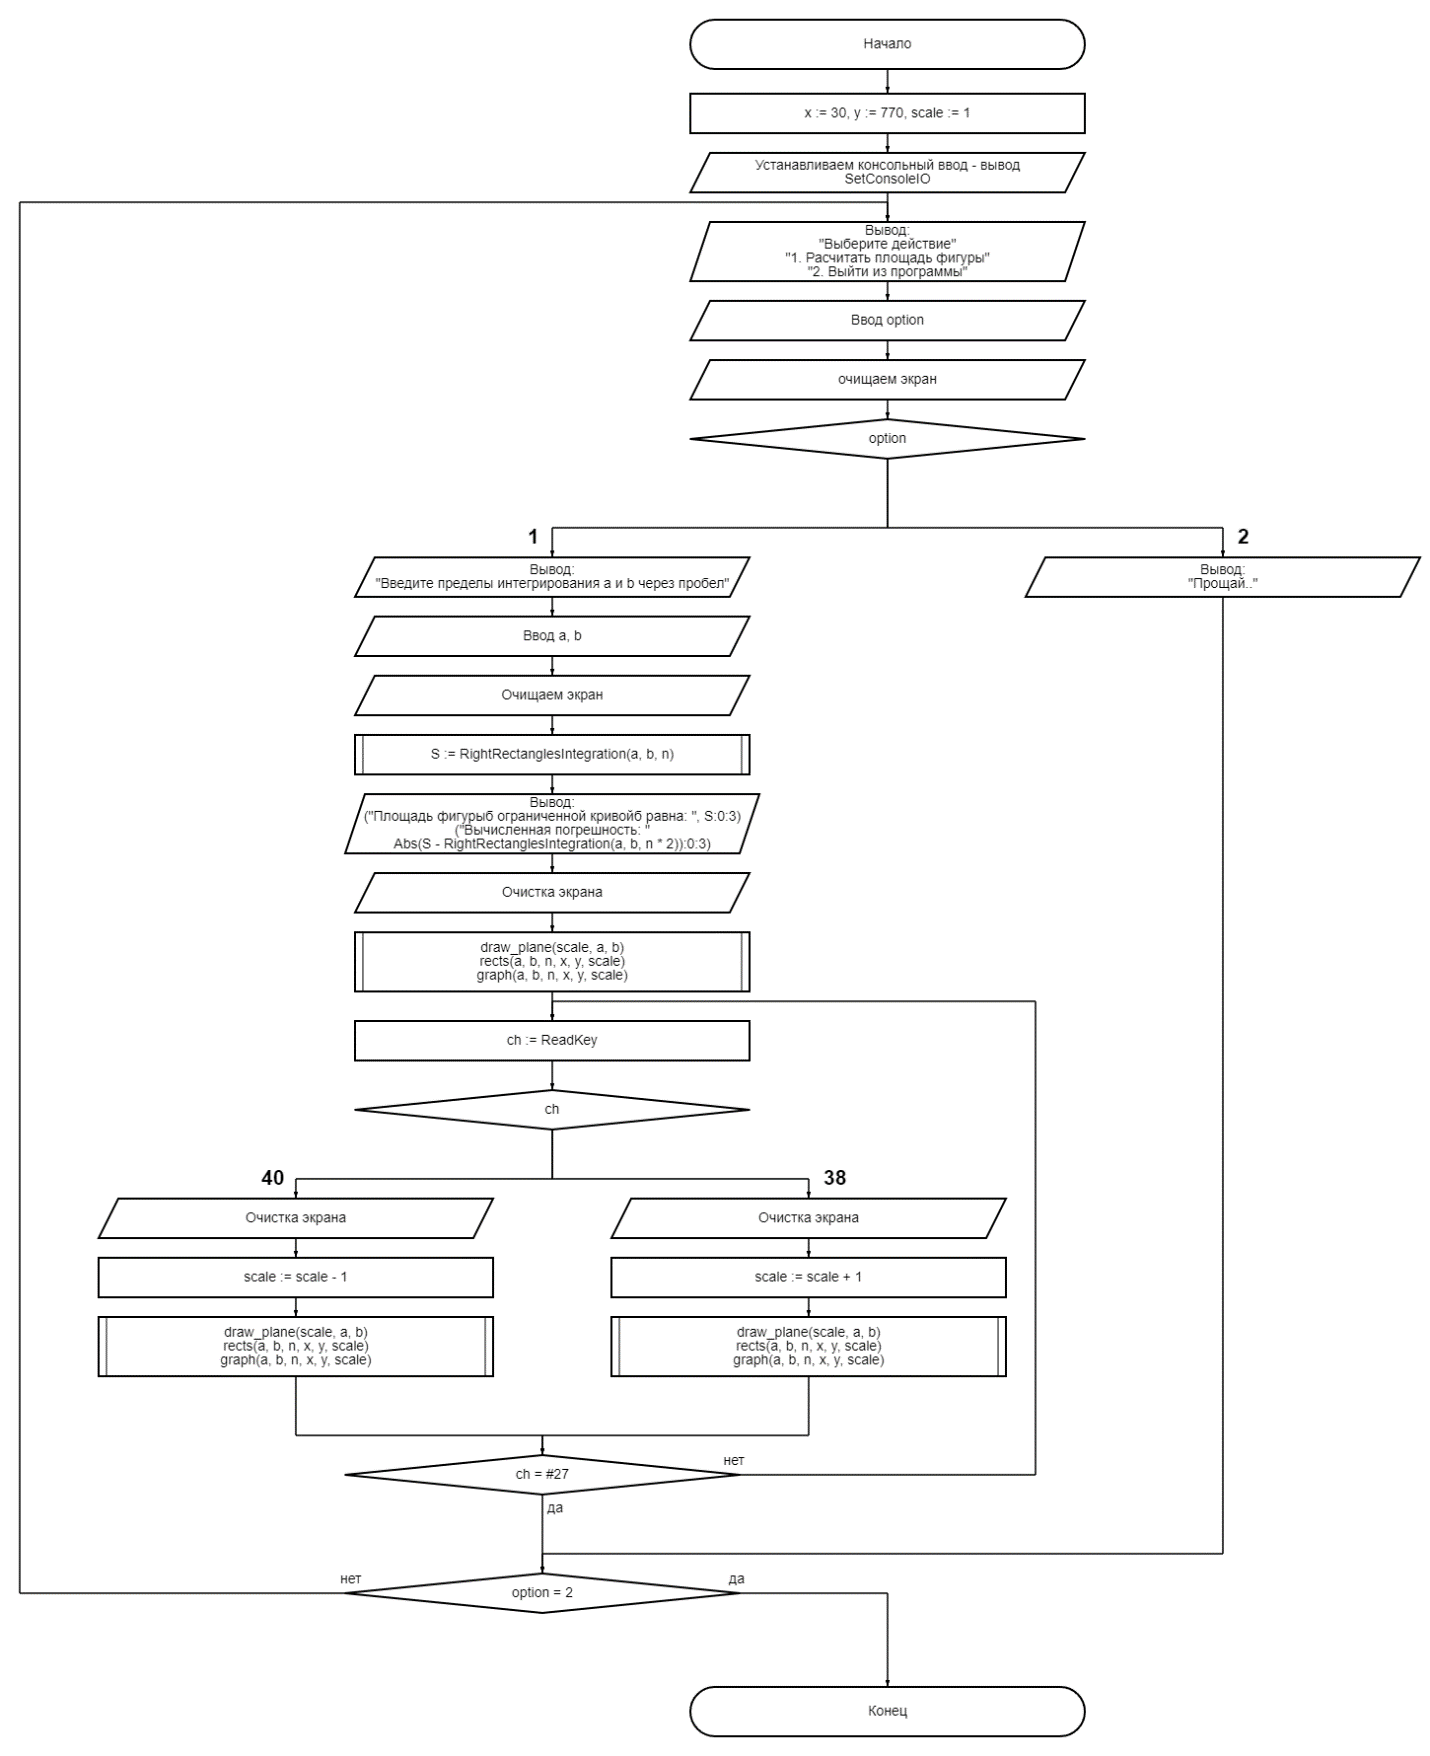 Начало
x := 30, y := 770, scale := 1
Устанавливаем консольный ввод - вывод
SetConsoleIO
Вывод:
"Выберите действие"
"1. Расчитать площадь фигуры"
"2. Выйти из программы"
Ввод option
очищаем экран
option
1
2
Вывод:
"Введите пределы интегрирования a и b через пробел"
Вывод:
"Прощай.."
Ввод a, b
Очищаем экран
S := RightRectanglesIntegration(a, b, n)
Вывод:
("Площадь фигурыб ограниченной кривойб равна: ", S:0:3)
("Вычисленная погрешность: "
Abs(S - RightRectanglesIntegration(a, b, n * 2)):0:3)
Очистка экрана
draw_plane(scale, a, b)
rects(a, b, n, x, y, scale)
graph(a, b, n, x, y, scale)
ch := ReadKey
ch
40
38
Очистка экрана
Очистка экрана
scale := scale - 1
scale := scale + 1
draw_plane(scale, a, b)
rects(a, b, n, x, y, scale)
graph(a, b, n, x, y, scale)
draw_plane(scale, a, b)
rects(a, b, n, x, y, scale)
graph(a, b, n, x, y, scale)
ch = #27
нет
да
нет
option = 2
да
Конец